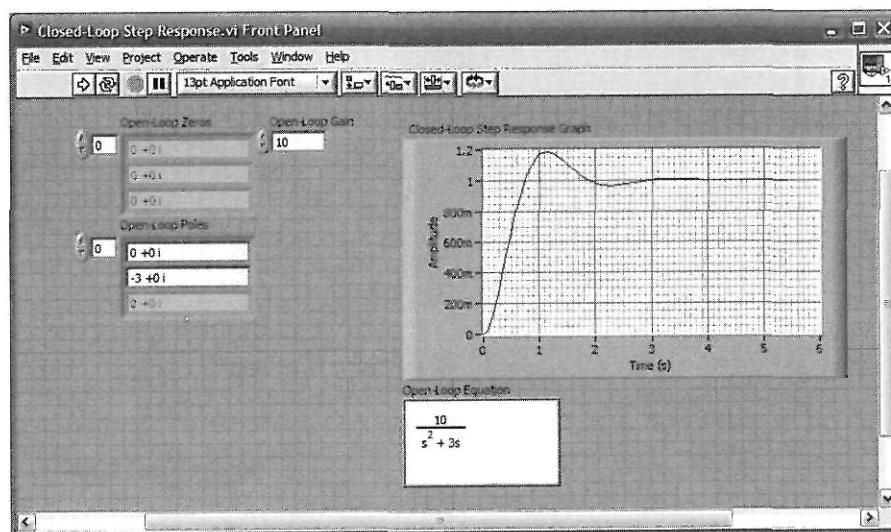 Closed-Loop Step Response.vi Front Panel
File Edit View Project Operate Tools Window Help
13pt Application Font
?
1
Open-Loop Zeros
0
0 +0 i
0 +0 i
0 +0 i
Open-Loop Gain
10
Open-Loop Poles
0
0 +0 i
-3 +0 i
0 +0 i
Closed-Loop Step Response Graph
Amplitude
1.2
1
800m
600m
400m
200m
0
0 1 2 3 4 5 6
Time (s)
Open-Loop Equation
10
s² + 3s